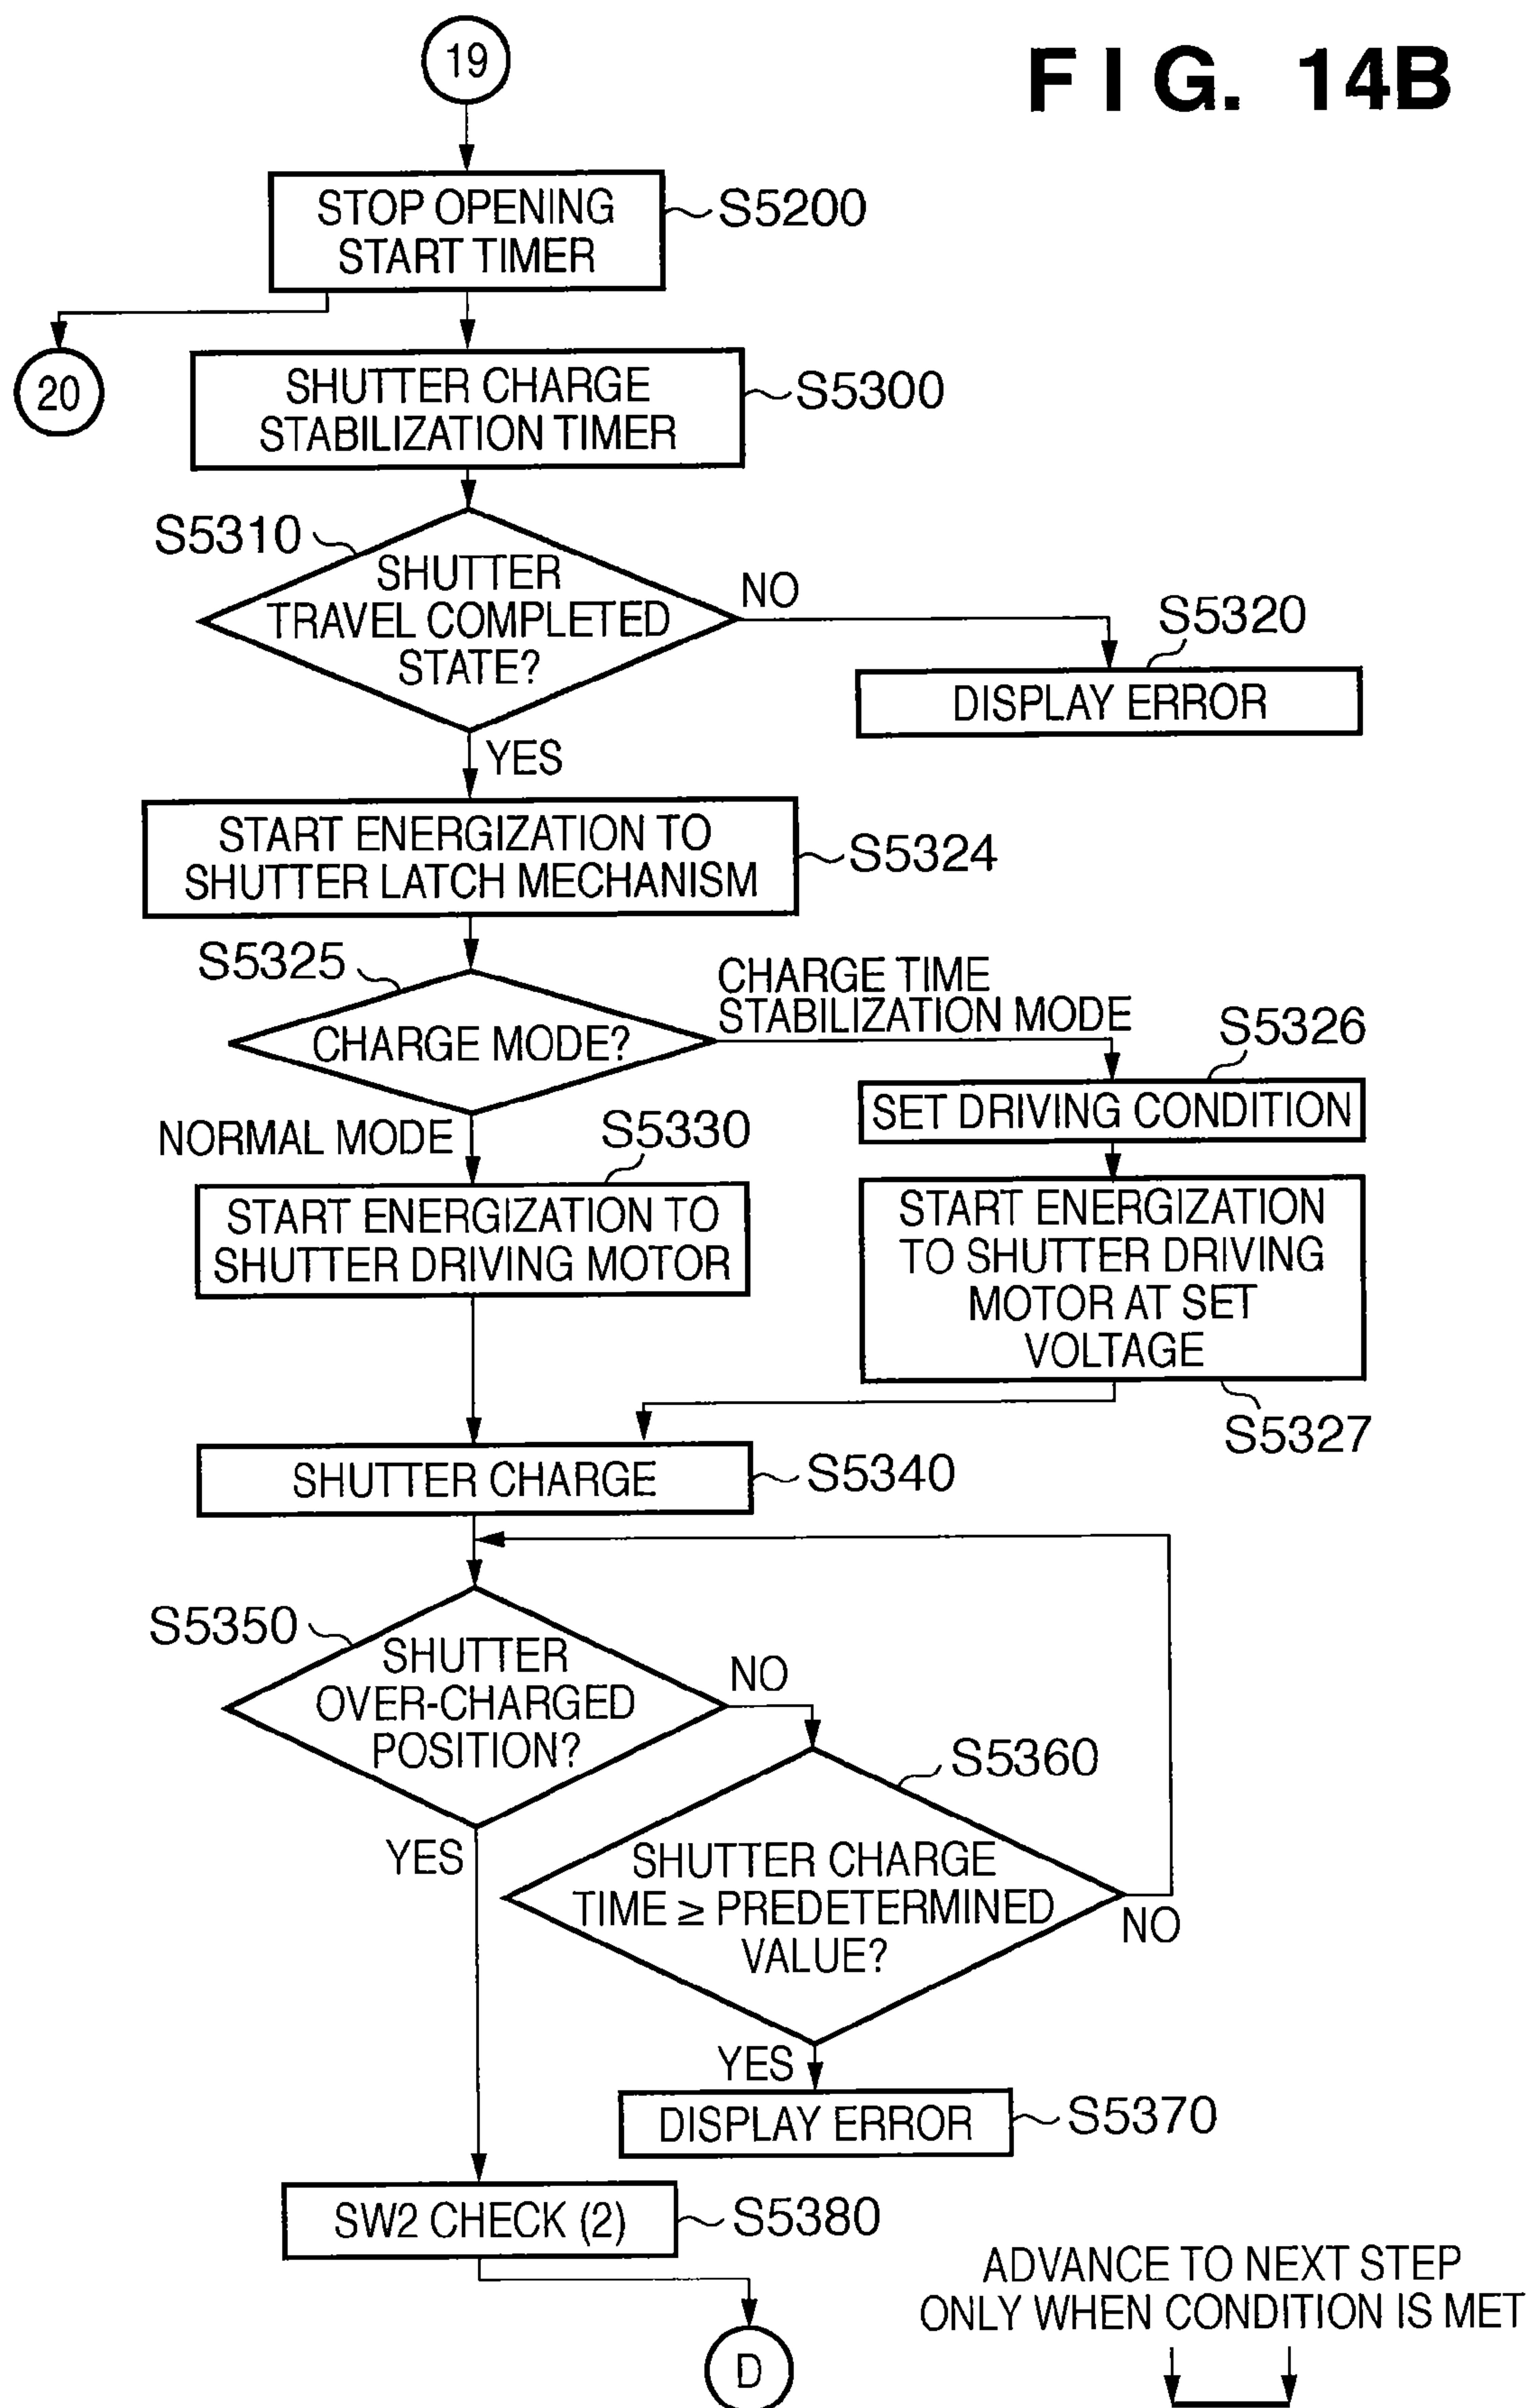 FIG. 14B
19
STOP OPENING
START TIMER
S5200
20
SHUTTER CHARGE
STABILIZATION TIMER
S5300
S5310
SHUTTER
TRAVEL COMPLETED
STATE?
NO
S5320
DISPLAY ERROR
YES
START ENERGIZATION TO
SHUTTER LATCH MECHANISM
S5324
S5325
CHARGE MODE?
CHARGE TIME
STABILIZATION MODE
S5326
SET DRIVING CONDITION
NORMAL MODE
S5330
START ENERGIZATION TO
SHUTTER DRIVING MOTOR
START ENERGIZATION
TO SHUTTER DRIVING
MOTOR AT SET
VOLTAGE
S5327
SHUTTER CHARGE
S5340
S5350
SHUTTER
OVER-CHARGED
POSITION?
NO
S5360
YES
SHUTTER CHARGE
TIME ≥ PREDETERMINED
VALUE?
NO
YES
DISPLAY ERROR
S5370
SW2 CHECK (2)
S5380
D
ADVANCE TO NEXT STEP
ONLY WHEN CONDITION IS MET